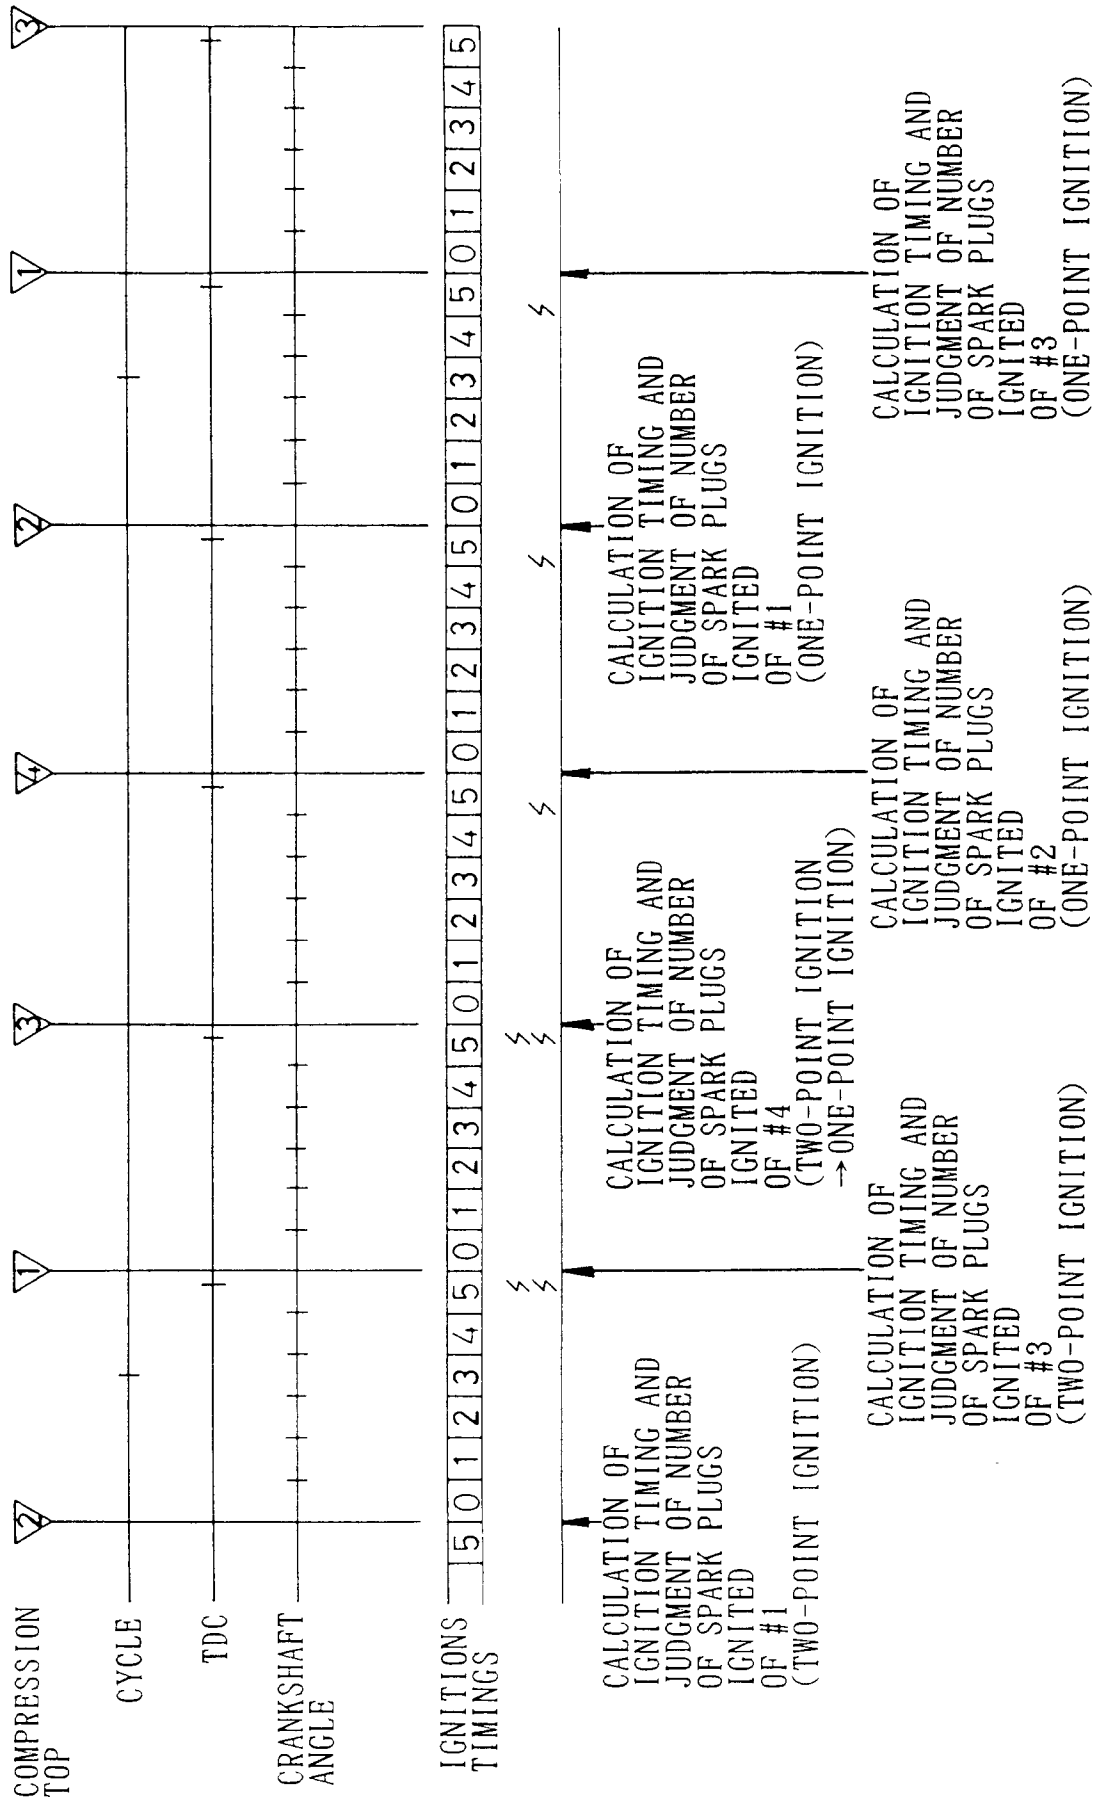 COMPRESSION
TOP
2
1
3
4
2
1
3
CYCLE
TDC
CRANKSHAFT
ANGLE
IGNITIONS
TIMINGS
5 0 1 2 3 4 5 0 1 2 3 4 5 0 1 2 3 4 5 0 1 2 3 4 5 0 1 2 3 4 5 0 1 2 3 4 5
CALCULATION OF
IGNITION TIMING AND
JUDGMENT OF NUMBER
OF SPARK PLUGS
IGNITED
OF #1
(TWO-POINT IGNITION)
CALCULATION OF
IGNITION TIMING AND
JUDGMENT OF NUMBER
OF SPARK PLUGS
IGNITED
OF #3
(TWO-POINT IGNITION)
CALCULATION OF
IGNITION TIMING AND
JUDGMENT OF NUMBER
OF SPARK PLUGS
IGNITED
OF #4
(TWO-POINT IGNITION
→ONE-POINT IGNITION)
CALCULATION OF
IGNITION TIMING AND
JUDGMENT OF NUMBER
OF SPARK PLUGS
IGNITED
OF #2
(ONE-POINT IGNITION)
CALCULATION OF
IGNITION TIMING AND
JUDGMENT OF NUMBER
OF SPARK PLUGS
IGNITED
OF #1
(ONE-POINT IGNITION)
CALCULATION OF
IGNITION TIMING AND
JUDGMENT OF NUMBER
OF SPARK PLUGS
IGNITED
OF #3
(ONE-POINT IGNITION)